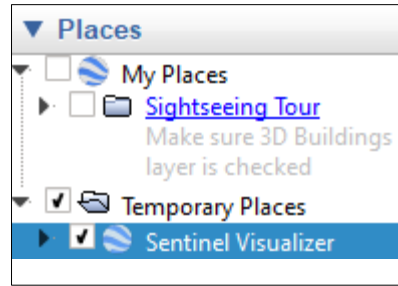 Places
My Places
Sightseeing Tour
Make sure 3D Buildings
layer is checked
Temporary Places
Sentinel Visualizer